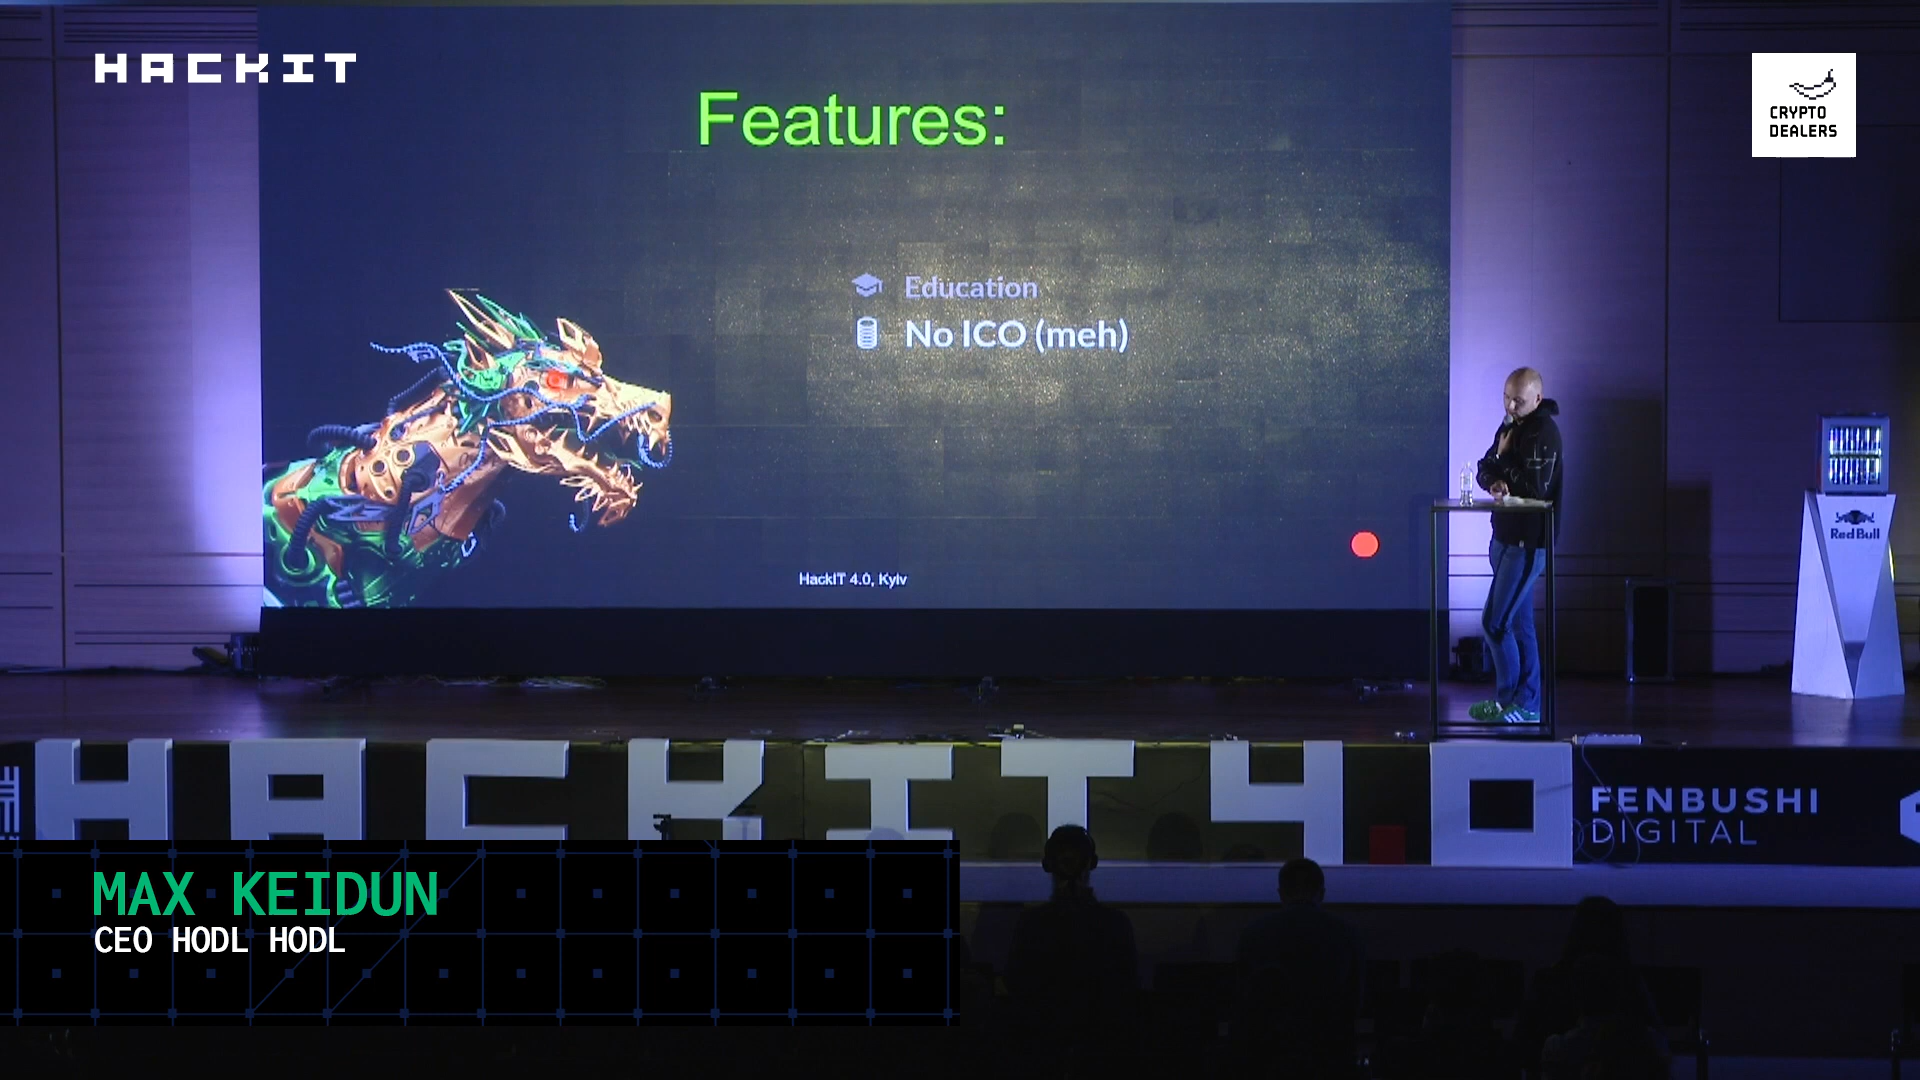 HACKIT
CRYPTO
DEALERS
Features:
Education
No ICO (meh)
HackIT 4.0, Kyiv
Red Bull
HACKIT 4.0
FENBUSHI
DIGITAL
MAX KEIDUN
CEO HODL HODL